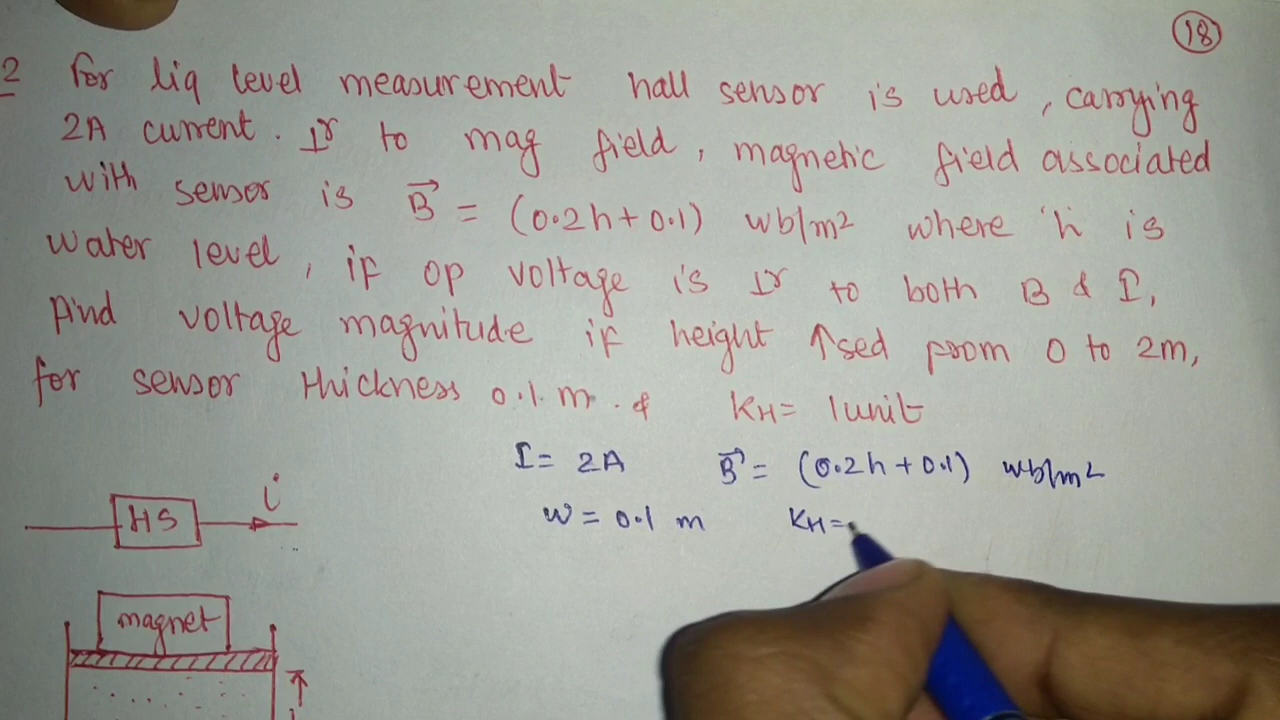 18
2 for liq level measurement hall sensor is used, carrying
2A current. Ir to mag field, magnetic field associated
with sensor is B⃗ = (0.2h+0.1) wb/m2 where 'h' is
water level, if op voltage is Ir to both B & I,
find voltage magnitude if height ↑sed from 0 to 2m,
for sensor thickness 0.1 m. & KH= 1unit
I= 2A B⃗= (0.2h+0.1) wb/m2
w = 0.1 m KH=
HS i
magnet